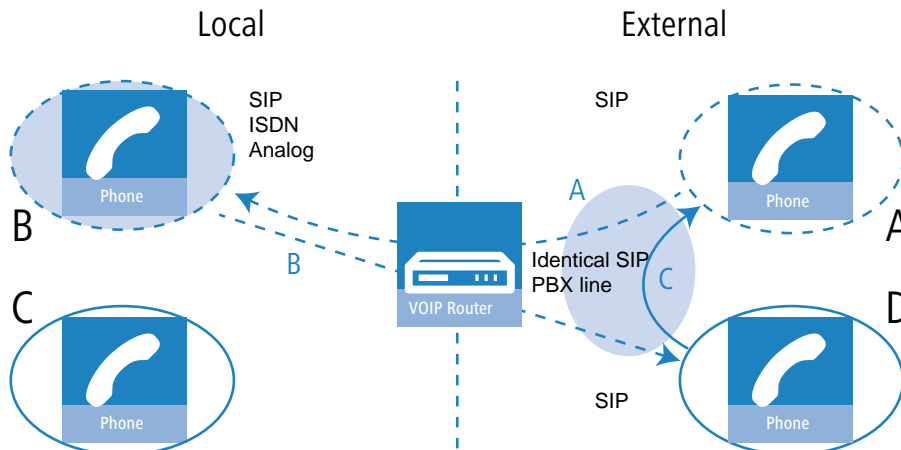 Local
External
SIP
ISDN
Analog
SIP
Phone
Phone
A
B
A
B
Identical SIP
PBX line
C
VOIP Router
C
D
SIP
Phone
Phone